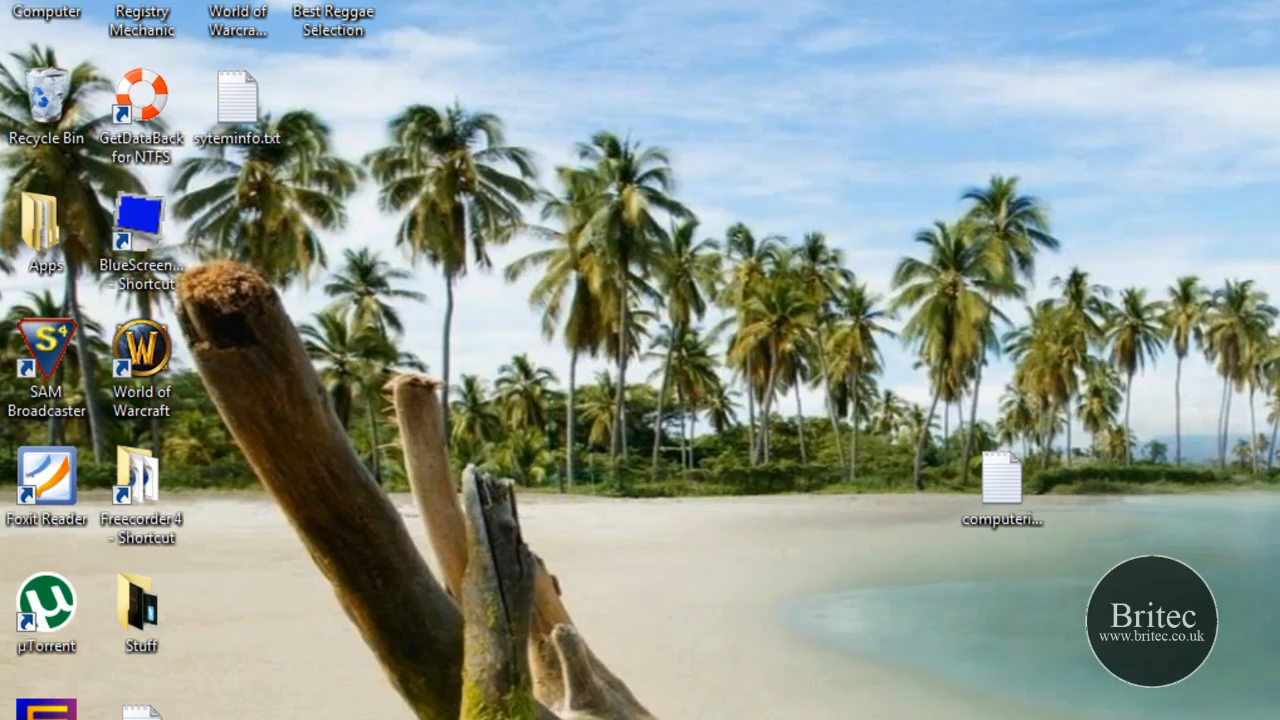 Computer
Registry
Mechanic
World of
Warcra...
Best Reggae
Selection
Recycle Bin
GetDataBack
for NTFS
syteminfo.txt
Apps
BlueScreen...
- Shortcut
S4
SAM
Broadcaster
W
World of
Warcraft
Foxit Reader
Freecorder 4
- Shortcut
computeri...
µ
µTorrent
Stuff
Britec
www.britec.co.uk